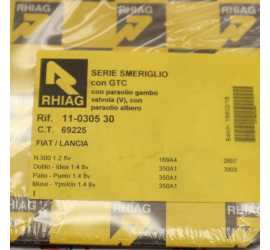 RHIAG
RHIAG
SERIE SMERIGLIO
con GTC
con paraolio gambo
valvola (V), con
paraolio albero
Rif. 11-0305 30
C.T. 69225
FIAT / LANCIA
N.500 1.2 8v 169A4 2007
Doblò - Idea 1.4 8v 350A1 2003
Palio - Punto 1.4 8v 350A1
Musa - Ypsilon 1.4 8v 350A1
RHIAG